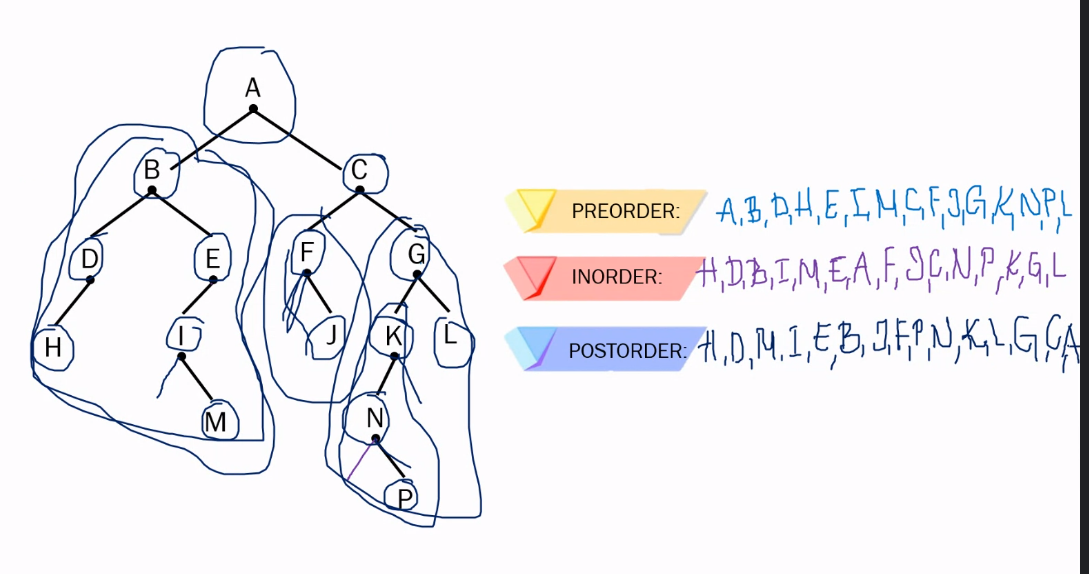 A
B
C
D
E
F
G
H
I
J
K
L
M
N
P
PREORDER: A,B,D,H,E,I,M,C,F,J,G,K,N,P,L
INORDER: H,D,B,I,M,E,A,F,J,C,N,P,K,G,L
POSTORDER: H,D,M,I,E,B,J,F,P,N,K,L,G,C,A